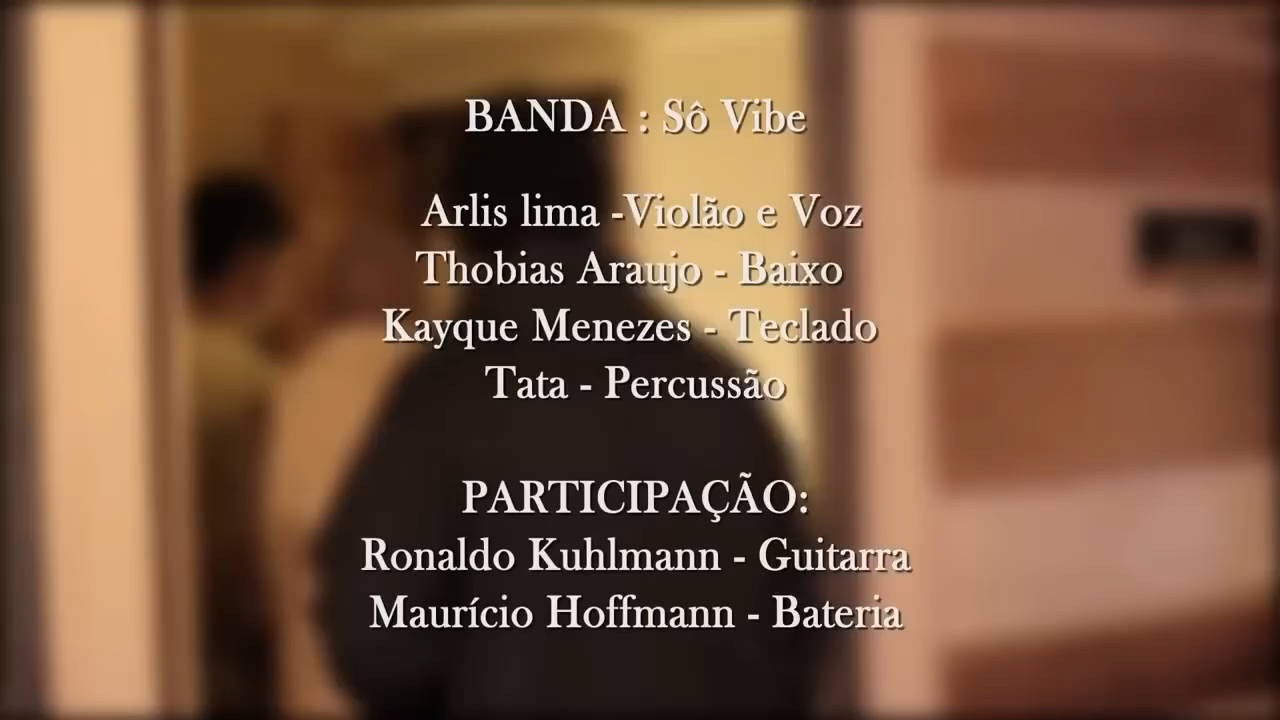 BANDA : Sô Vibe
Arlis lima -Violão e Voz
Thobias Araujo - Baixo
Kayque Menezes - Teclado
Tata - Percussão
PARTICIPAÇÃO:
Ronaldo Kuhlmann - Guitarra
Maurício Hoffmann - Bateria